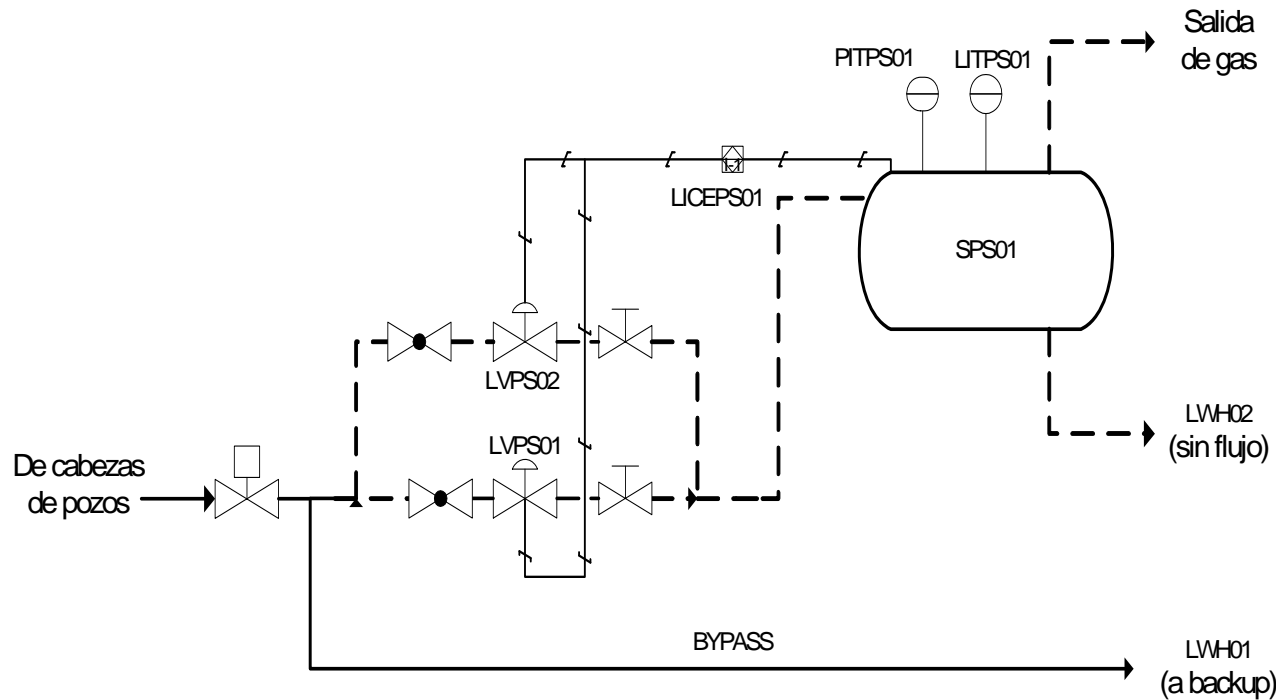 Salida
de gas
PITPS01
LITPS01
I-1
LICEPS01
SPS01
LVPS02
LWH02
(sin flujo)
LVPS01
De cabezas
de pozos
BYPASS
LWH01
(a backup)